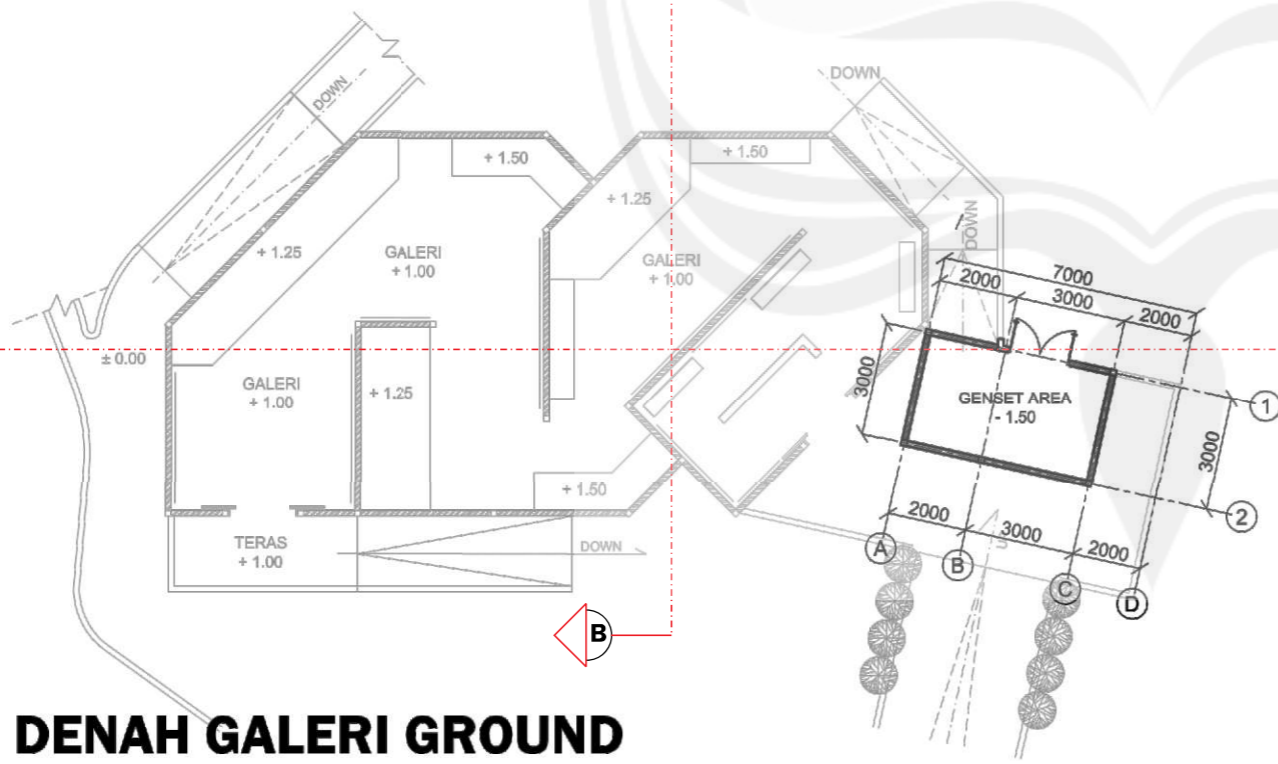 DOWN
DOWN
+ 1.50
+ 1.50
+ 1.25
DOWN
+ 1.25
GALERI
+ 1.00
GALERI
+ 1.00
7000
2000
3000
2000
± 0.00
3000
GALERI
+ 1.00
+ 1.25
GENSET AREA
- 1.50
1
3000
+ 1.50
2
2000
3000
2000
TERAS
+ 1.00
DOWN
A
B
C
D
B
DENAH GALERI GROUND